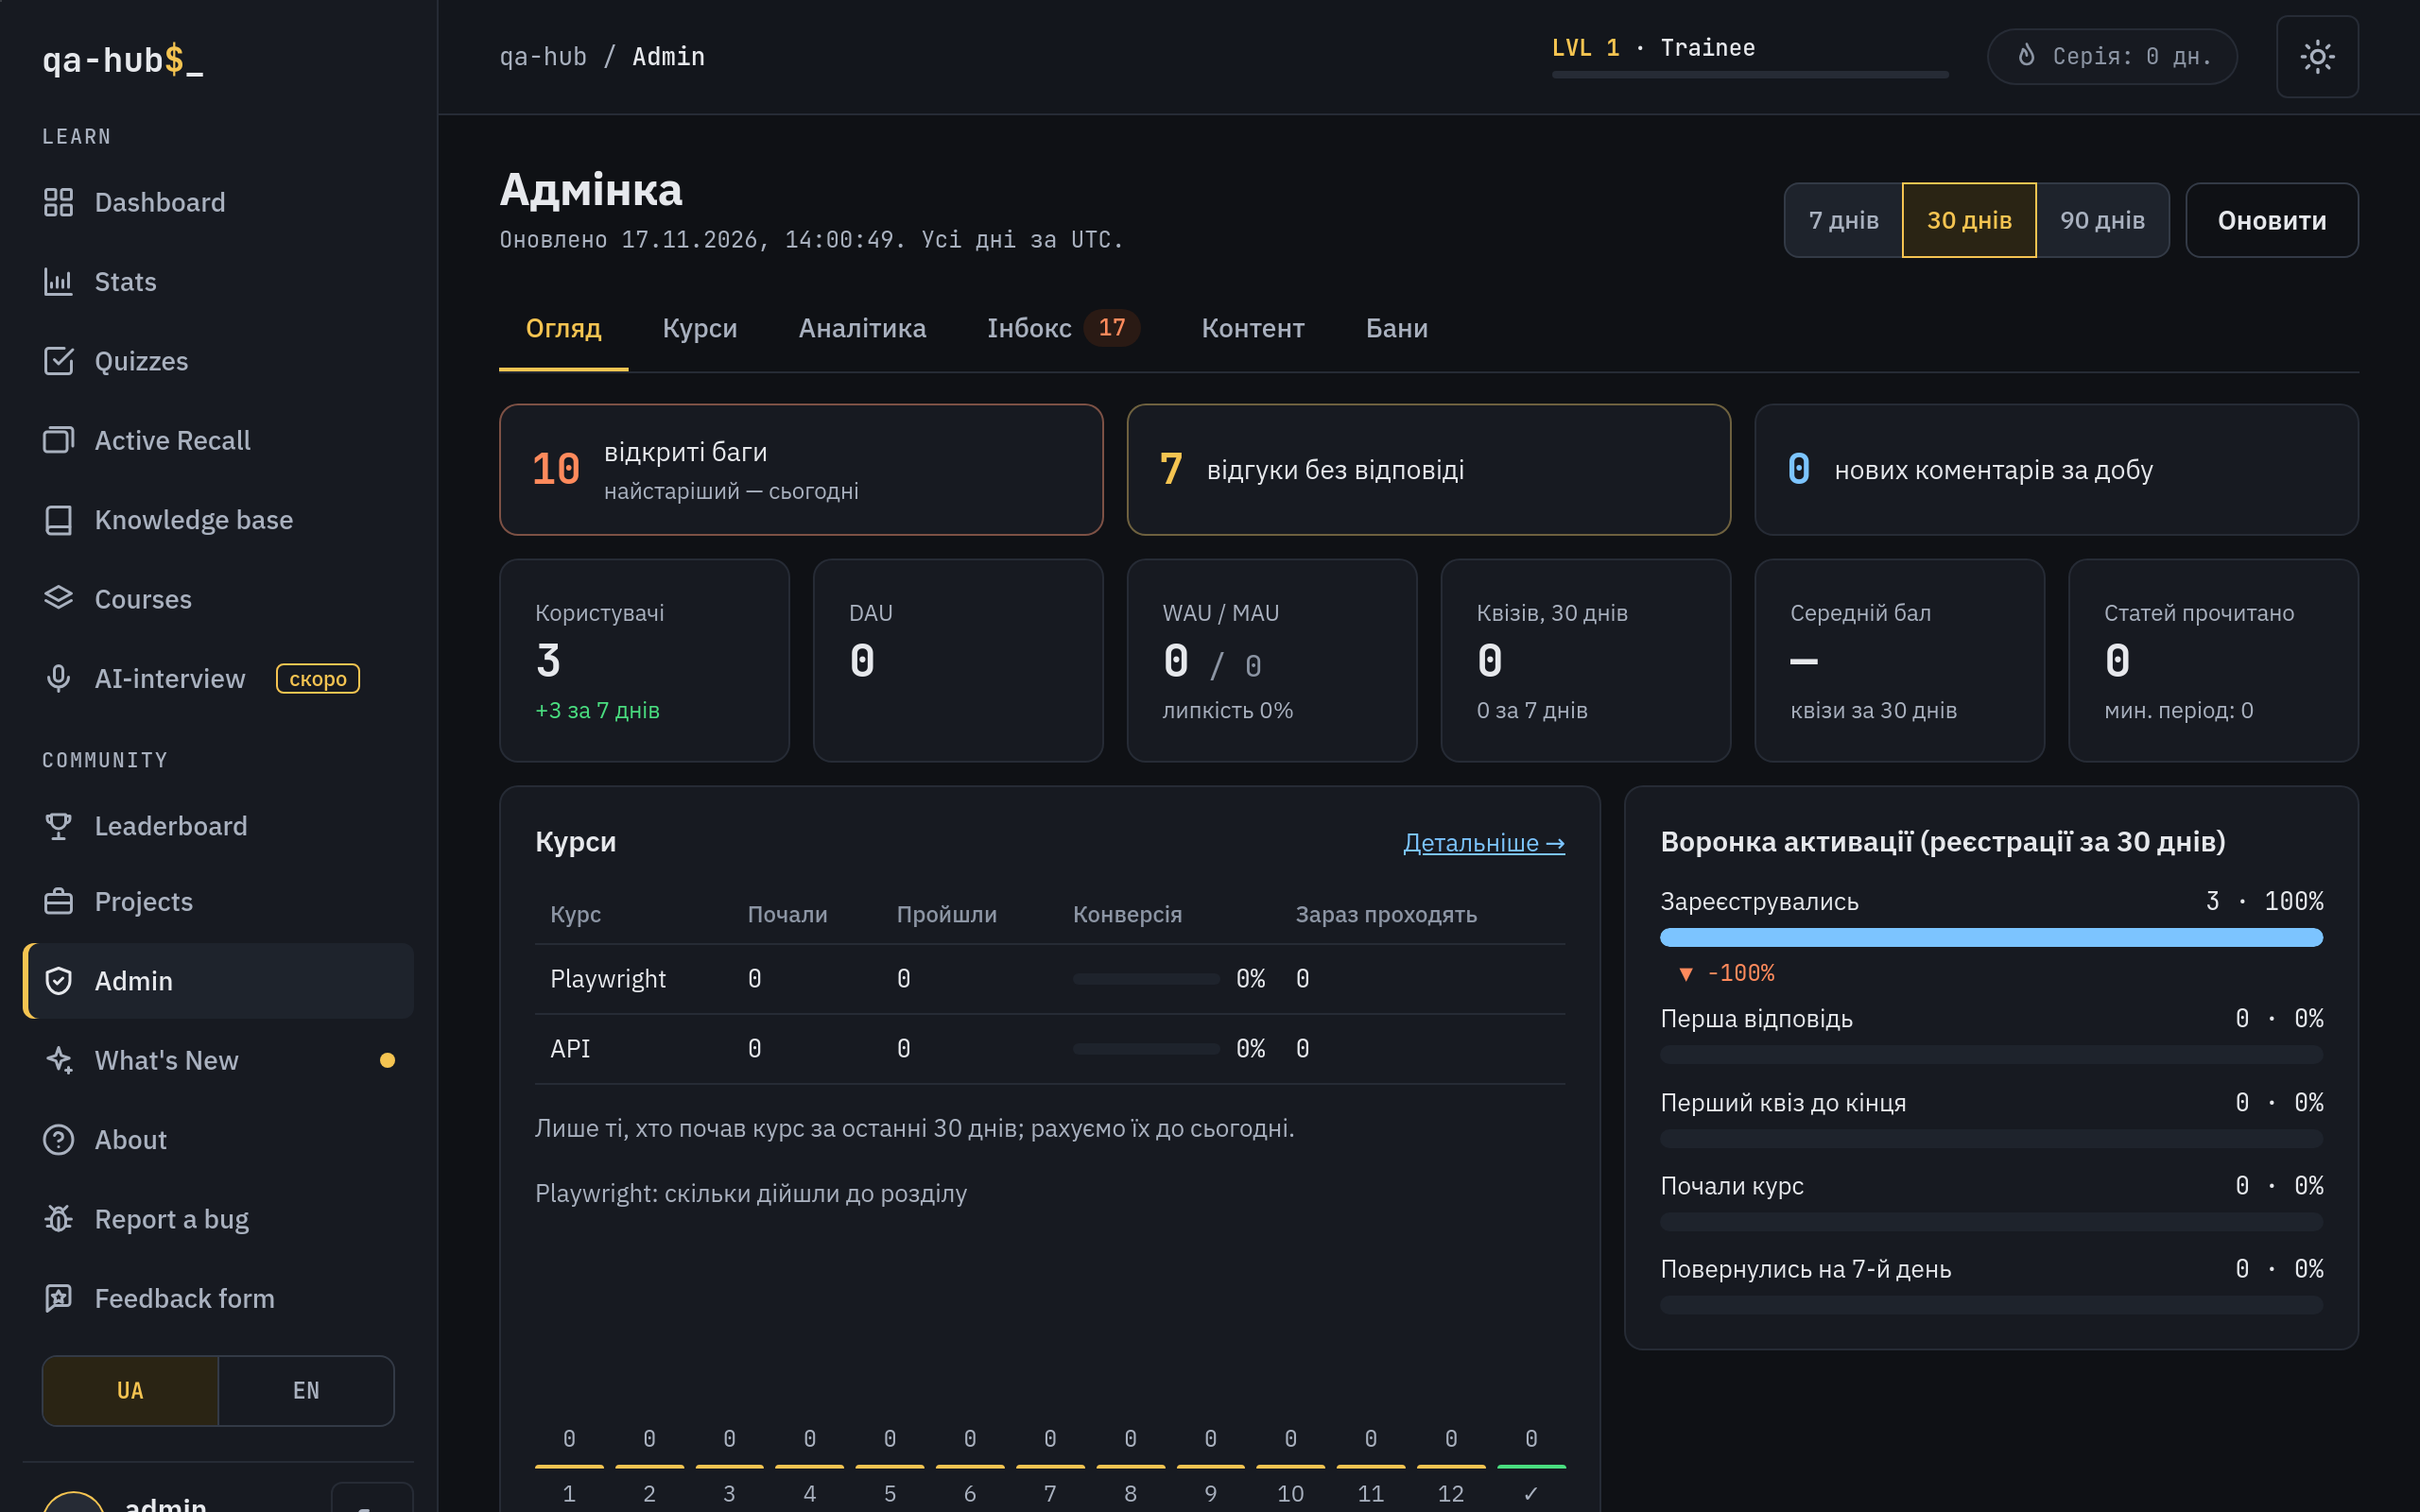 qa-hub$_
LEARN
Dashboard
Stats
Quizzes
Active Recall
Knowledge base
Courses
AI-interview скоро
COMMUNITY
Leaderboard
Projects
Admin
What's New
About
Report a bug
Feedback form
UA EN
admin
qa-hub / Admin
LVL 1 · Trainee
Серія: 0 дн.
Адмінка
Оновлено 17.11.2026, 14:00:49. Усі дні за UTC.
7 днів 30 днів 90 днів Оновити
Огляд Курси Аналітика Інбокс 17 Контент Бани
10 відкриті баги
найстаріший — сьогодні
7 відгуки без відповіді
0 нових коментарів за добу
Користувачі
3
+3 за 7 днів
DAU
0
WAU / MAU
0 / 0
липкість 0%
Квізів, 30 днів
0
0 за 7 днів
Середній бал
—
квізи за 30 днів
Статей прочитано
0
мин. період: 0
Курси Детальніше →
Курс Почали Пройшли Конверсія Зараз проходять
Playwright 0 0 0% 0
API 0 0 0% 0
Лише ті, хто почав курс за останні 30 днів; рахуємо їх до сьогодні.
Playwright: скільки дійшли до розділу
0 0 0 0 0 0 0 0 0 0 0 0 0
1 2 3 4 5 6 7 8 9 10 11 12 ✓
Воронка активації (реєстрації за 30 днів)
Зареєструвались 3 · 100%
▼ -100%
Перша відповідь 0 · 0%
Перший квіз до кінця 0 · 0%
Почали курс 0 · 0%
Повернулись на 7-й день 0 · 0%